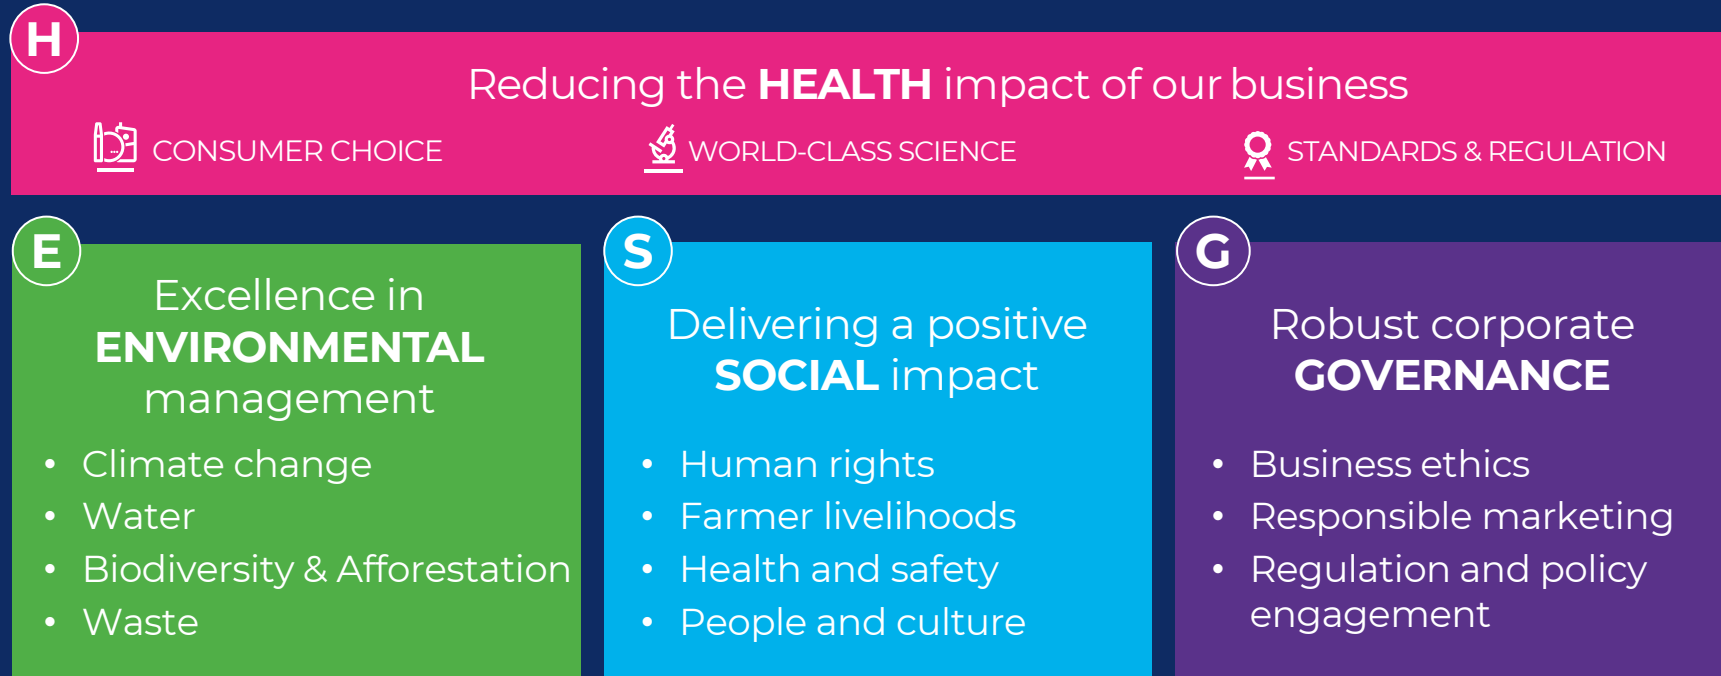 H
Reducing the HEALTH impact of our business
CONSUMER CHOICE
WORLD-CLASS SCIENCE
STANDARDS & REGULATION
E
Excellence in
ENVIRONMENTAL
management
• Climate change
• Water
• Biodiversity & Afforestation
• Waste
S
Delivering a positive
SOCIAL impact
• Human rights
• Farmer livelihoods
• Health and safety
• People and culture
G
Robust corporate
GOVERNANCE
• Business ethics
• Responsible marketing
• Regulation and policy
engagement